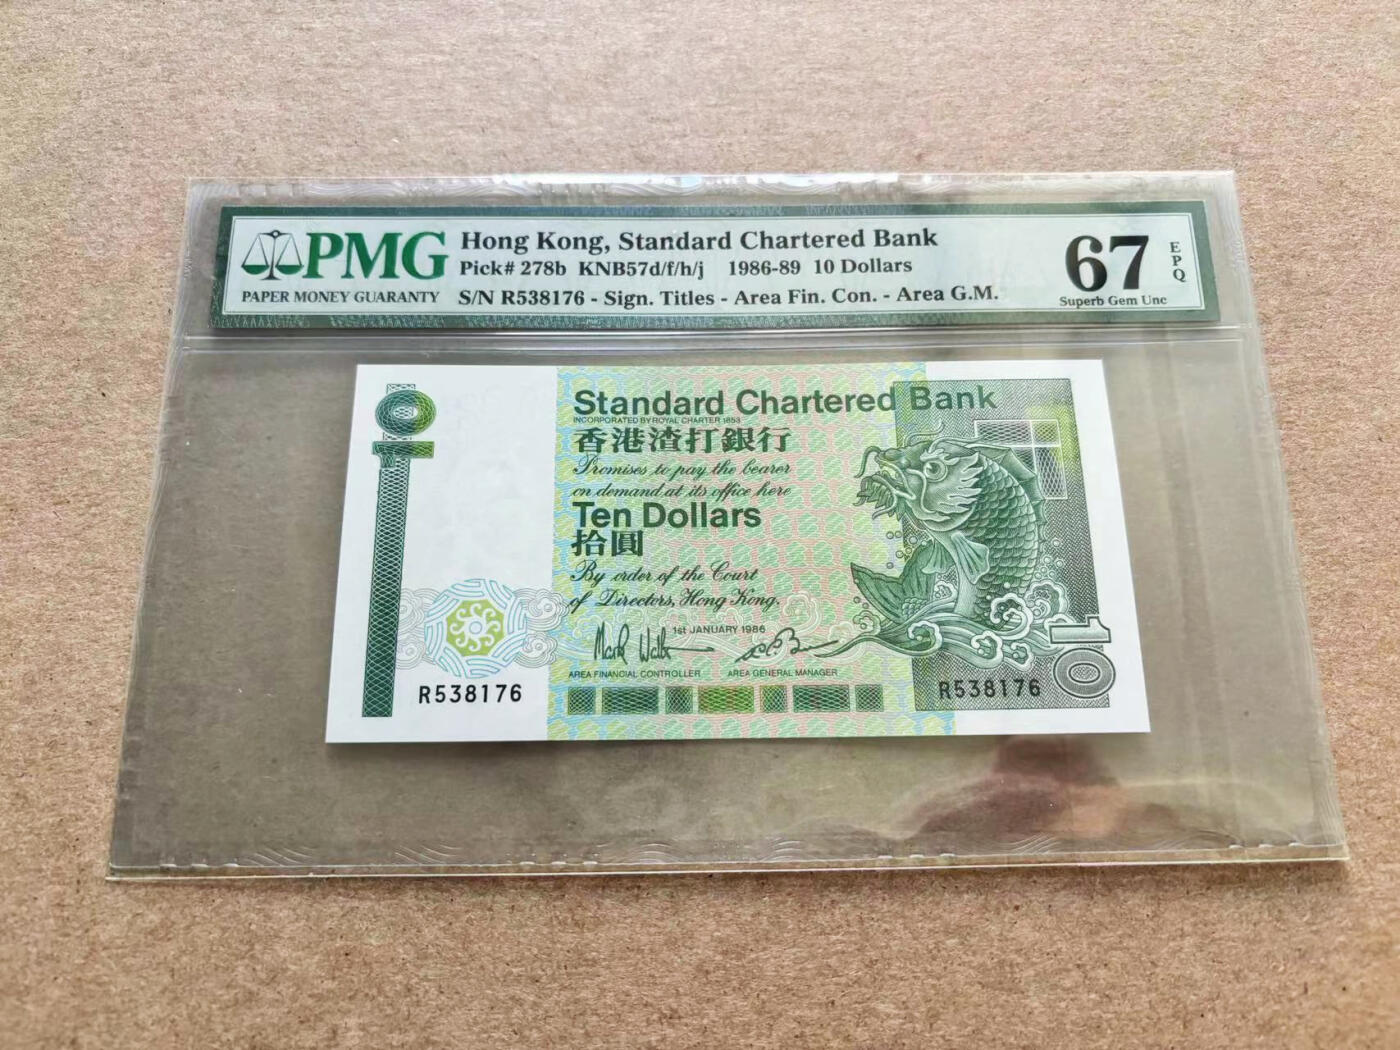 PMG
PAPER MONEY GUARANTY
Hong Kong, Standard Chartered Bank
Pick# 278b KNB57d/f/h/j 1986-89 10 Dollars
S/N R538176 - Sign. Titles - Area Fin. Con. - Area G.M.
67
EPQ
Superb Gem Unc
10
Standard Chartered Bank
INCORPORATED BY ROYAL CHARTER 1853
香港渣打銀行
Promises to pay the bearer
on demand at its office here
Ten Dollars
拾圓
By order of the Court
of Directors, Hong Kong.
1st JANUARY 1986
AREA FINANCIAL CONTROLLER AREA GENERAL MANAGER
R538176
R538176
10